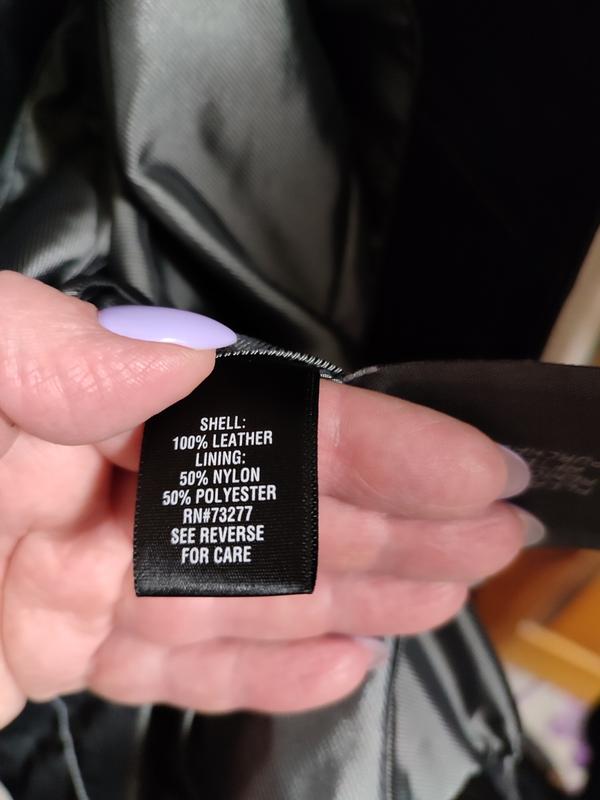 SHELL:
100% LEATHER
LINING:
50% NYLON
50% POLYESTER
RN#73277
SEE REVERSE
FOR CARE